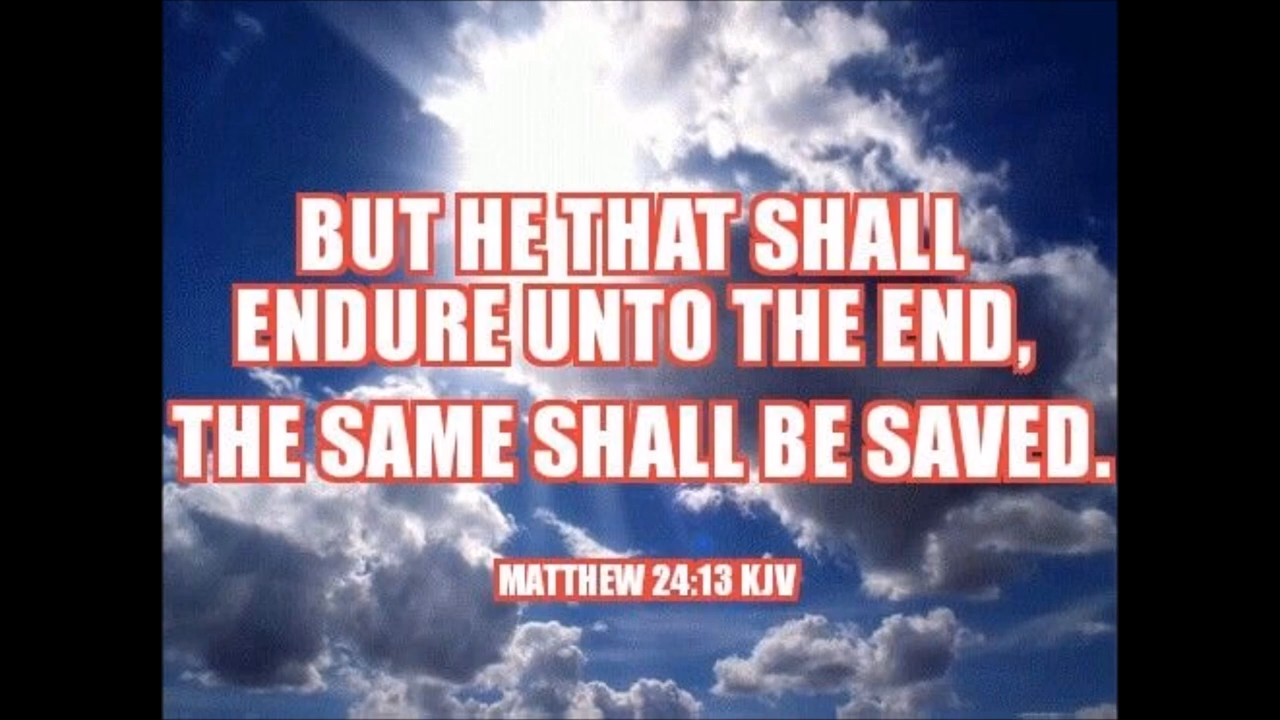 BUT HE THAT SHALL
ENDURE UNTO THE END,
THE SAME SHALL BE SAVED.
MATTHEW 24:13 KJV